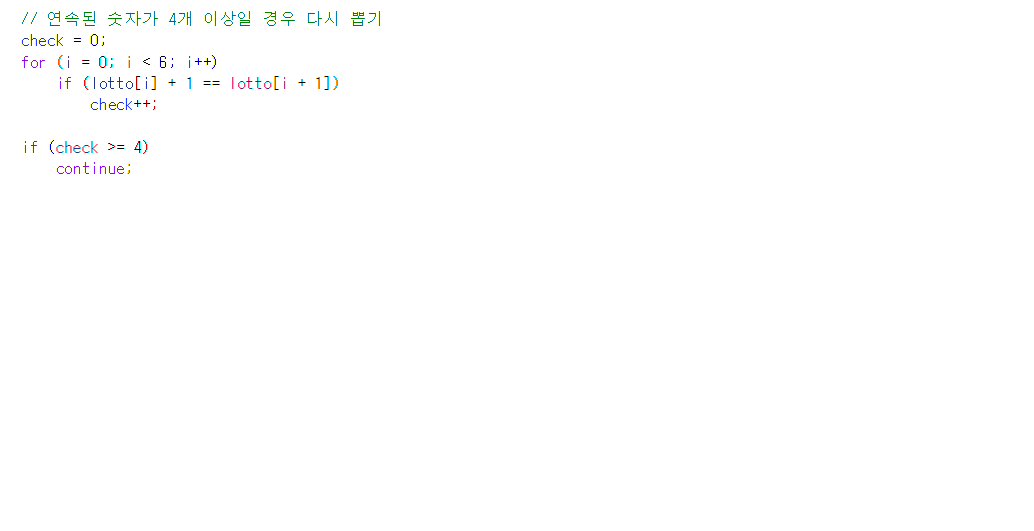 // 연속된 숫자가 4개 이상일 경우 다시 뽑기
check = 0;
for (i = 0; i < 6; i++)
    if (lotto[i] + 1 == lotto[i + 1])
        check++;

if (check >= 4)
    continue;